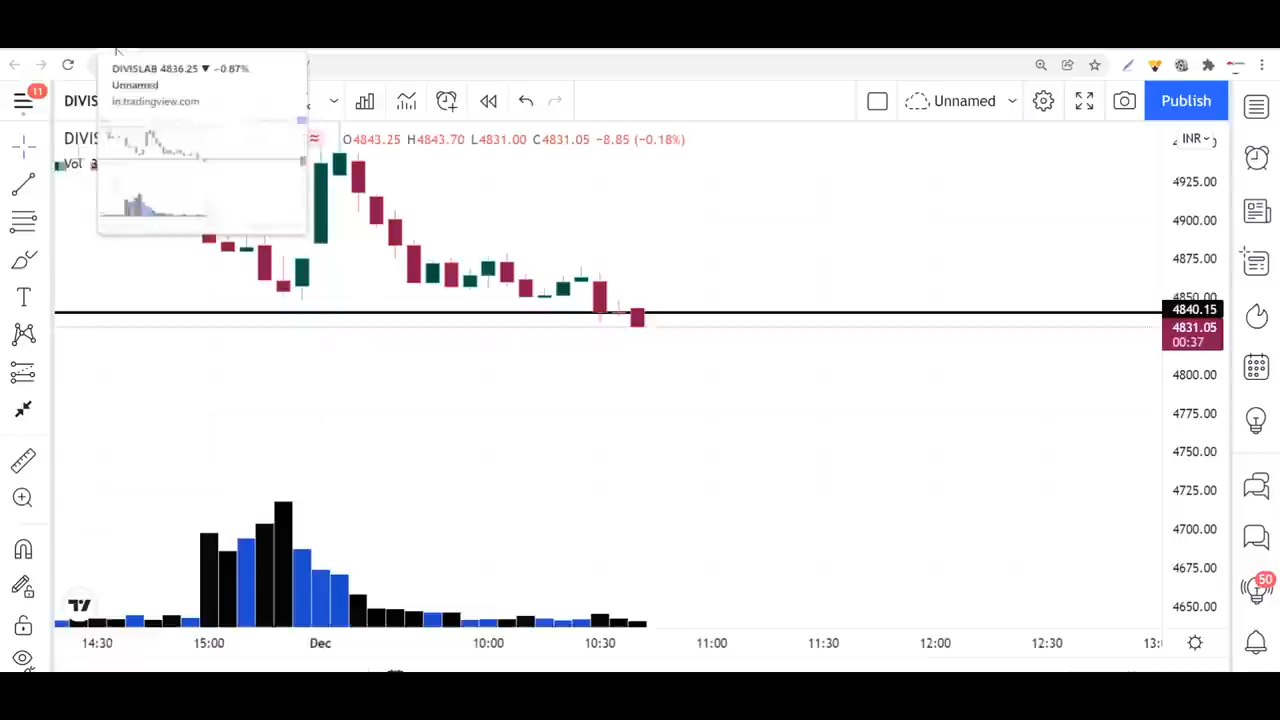 DIVISLAB 4836.25 ▼ −0.87%
Unnamed
in.tradingview.com
11
DIVIS
Unnamed
Publish
DIVIS
O4843.25 H4843.70 L4831.00 C4831.05 −8.85 (−0.18%)
INR
Vol 3
4925.00
4900.00
4875.00
4850.00
4840.15
4831.05
00:37
4800.00
4775.00
4750.00
4725.00
4700.00
4675.00
4650.00
50
14:30 15:00 Dec 10:00 10:30 11:00 11:30 12:00 12:30 13: